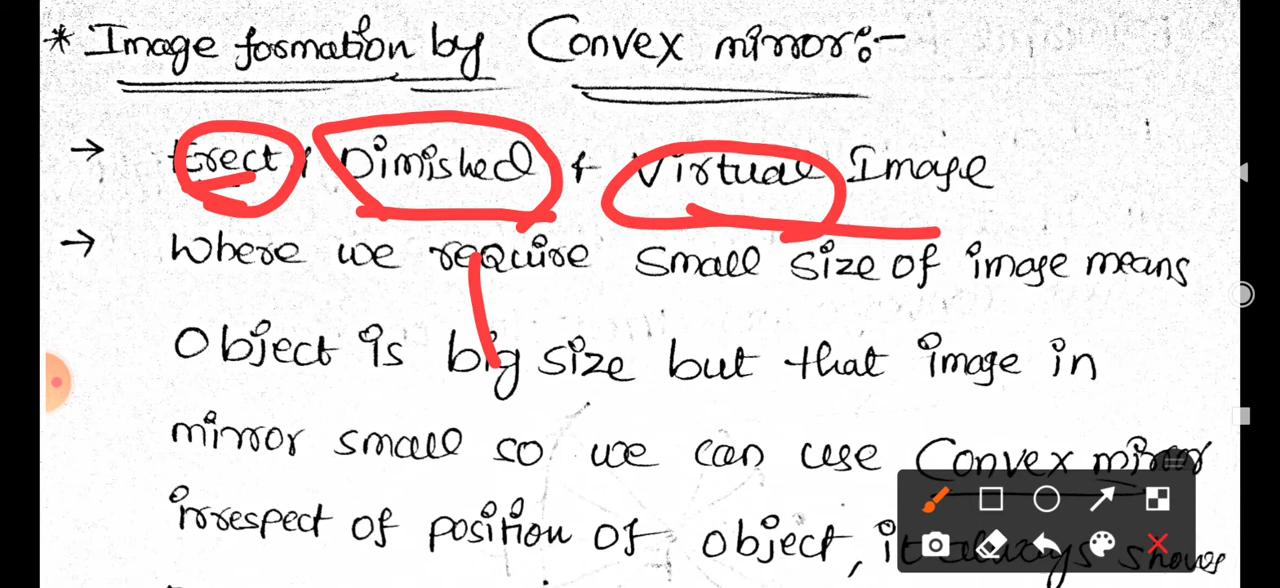 * Image formation by Convex mirror:-
→ Erect, Dimished & Virtual Image
→ Where we require small size of image means
Object is big size but that image in
mirror small so we can use Convex mirror
irrespect of position of object, it always shows